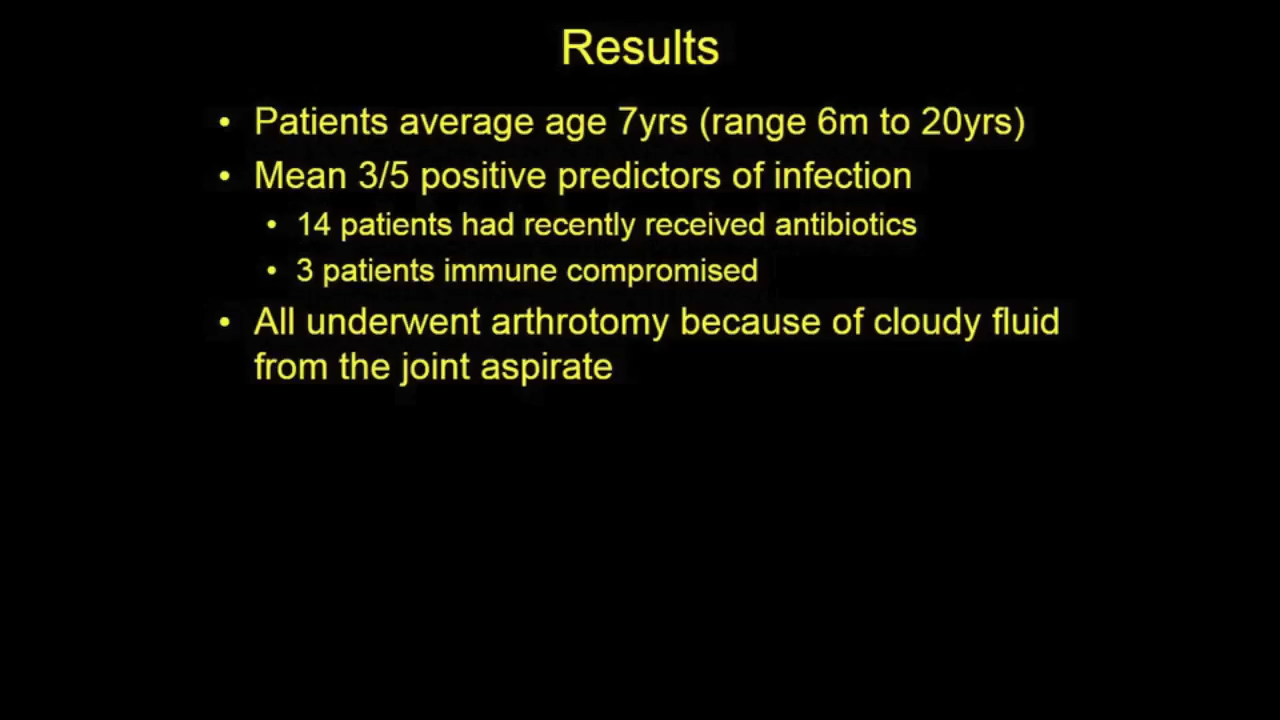 Results
• Patients average age 7yrs (range 6m to 20yrs)
• Mean 3/5 positive predictors of infection
• 14 patients had recently received antibiotics
• 3 patients immune compromised
• All underwent arthrotomy because of cloudy fluid
from the joint aspirate